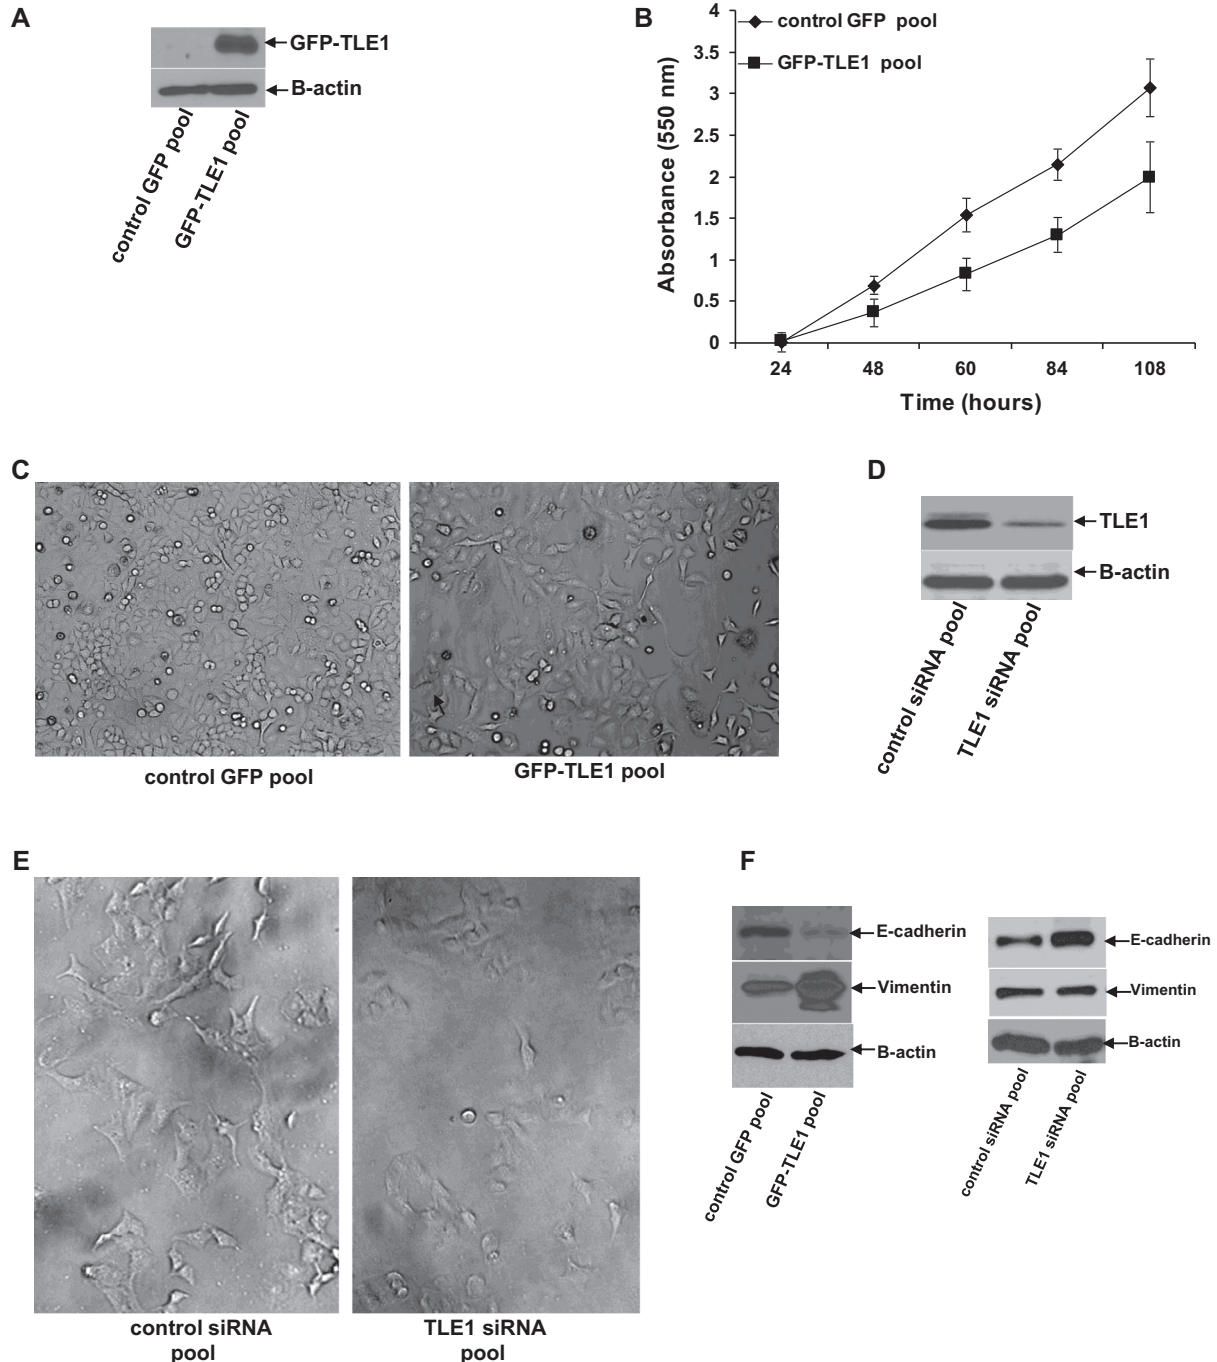 A
GFP-TLE1
B-actin
control GFP pool
GFP-TLE1 pool
B
4
3.5
3
2.5
2
1.5
1
0.5
0
control GFP pool
GFP-TLE1 pool
Absorbance (550 nm)
24 48 60 84 108
Time (hours)
C
control GFP pool
GFP-TLE1 pool
D
TLE1
B-actin
control siRNA pool
TLE1 siRNA pool
E
control siRNA
pool
TLE1 siRNA
pool
F
E-cadherin
Vimentin
B-actin
control GFP pool
GFP-TLE1 pool
E-cadherin
Vimentin
B-actin
control siRNA pool
TLE1 siRNA pool